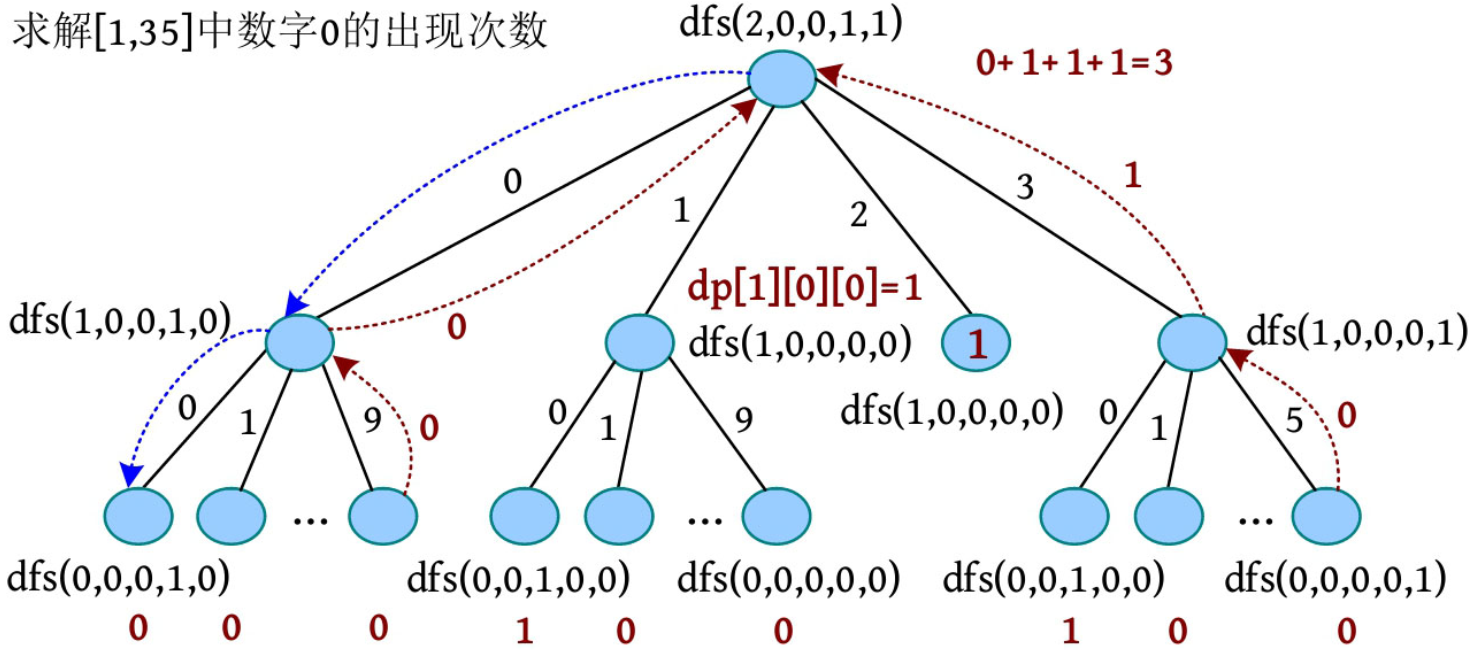 求解[1,35]中数字0的出现次数
dfs(2,0,0,1,1)
0+1+1+1=3
0
1
2
3
1
dp[1][0][0]=1
dfs(1,0,0,1,0)
0
dfs(1,0,0,0,0)
1
dfs(1,0,0,0,1)
dfs(1,0,0,0,0)
0
1
9
0
0
1
9
0
1
5
0
...
...
...
dfs(0,0,0,1,0)
dfs(0,0,1,0,0)
dfs(0,0,0,0,0)
dfs(0,0,1,0,0)
dfs(0,0,0,0,1)
0 0 0 1 0 0 1 0 0